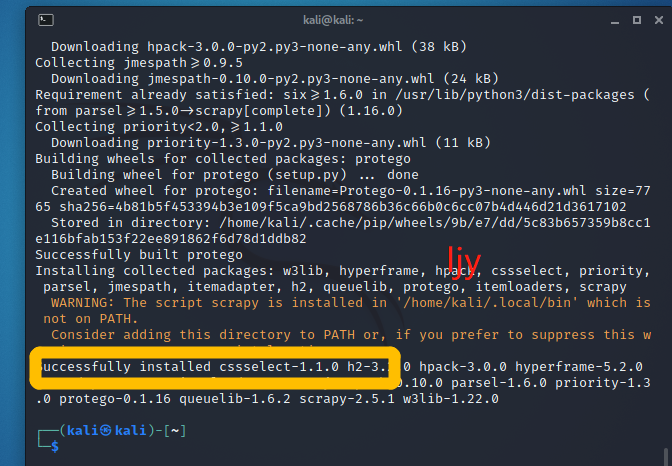 kali@kali: ~
Downloading hpack-3.0.0-py2.py3-none-any.whl (38 kB)
Collecting jmespath≥0.9.5
Downloading jmespath-0.10.0-py2.py3-none-any.whl (24 kB)
Requirement already satisfied: six≥1.6.0 in /usr/lib/python3/dist-packages (
from parsel≥1.5.0→scrapy[complete]) (1.16.0)
Collecting priority<2.0,≥1.1.0
Downloading priority-1.3.0-py2.py3-none-any.whl (11 kB)
Building wheels for collected packages: protego
Building wheel for protego (setup.py) ... done
Created wheel for protego: filename=Protego-0.1.16-py3-none-any.whl size=77
65 sha256=4b81b5f453394b3e109f5ca9bd2568786b36c66b0c6cc07b4d446d21d3617102
Stored in directory: /home/kali/.cache/pip/wheels/9b/e7/dd/5c83b657359b8cc1
e116bfab153f22ee891862f6d78d1ddb82
Successfully built protego
ljy
Installing collected packages: w3lib, hyperframe, hpack, cssselect, priority,
parsel, jmespath, itemadapter, h2, queuelib, protego, itemloaders, scrapy
WARNING: The script scrapy is installed in '/home/kali/.local/bin' which is
not on PATH.
Consider adding this directory to PATH or, if you prefer to suppress this w
Successfully installed cssselect-1.1.0 h2-3. 0 hpack-3.0.0 hyperframe-5.2.0
.10.0 parsel-1.6.0 priority-1.3
.0 protego-0.1.16 queuelib-1.6.2 scrapy-2.5.1 w3lib-1.22.0
┌──(kali㉿kali)-[~]
└─$